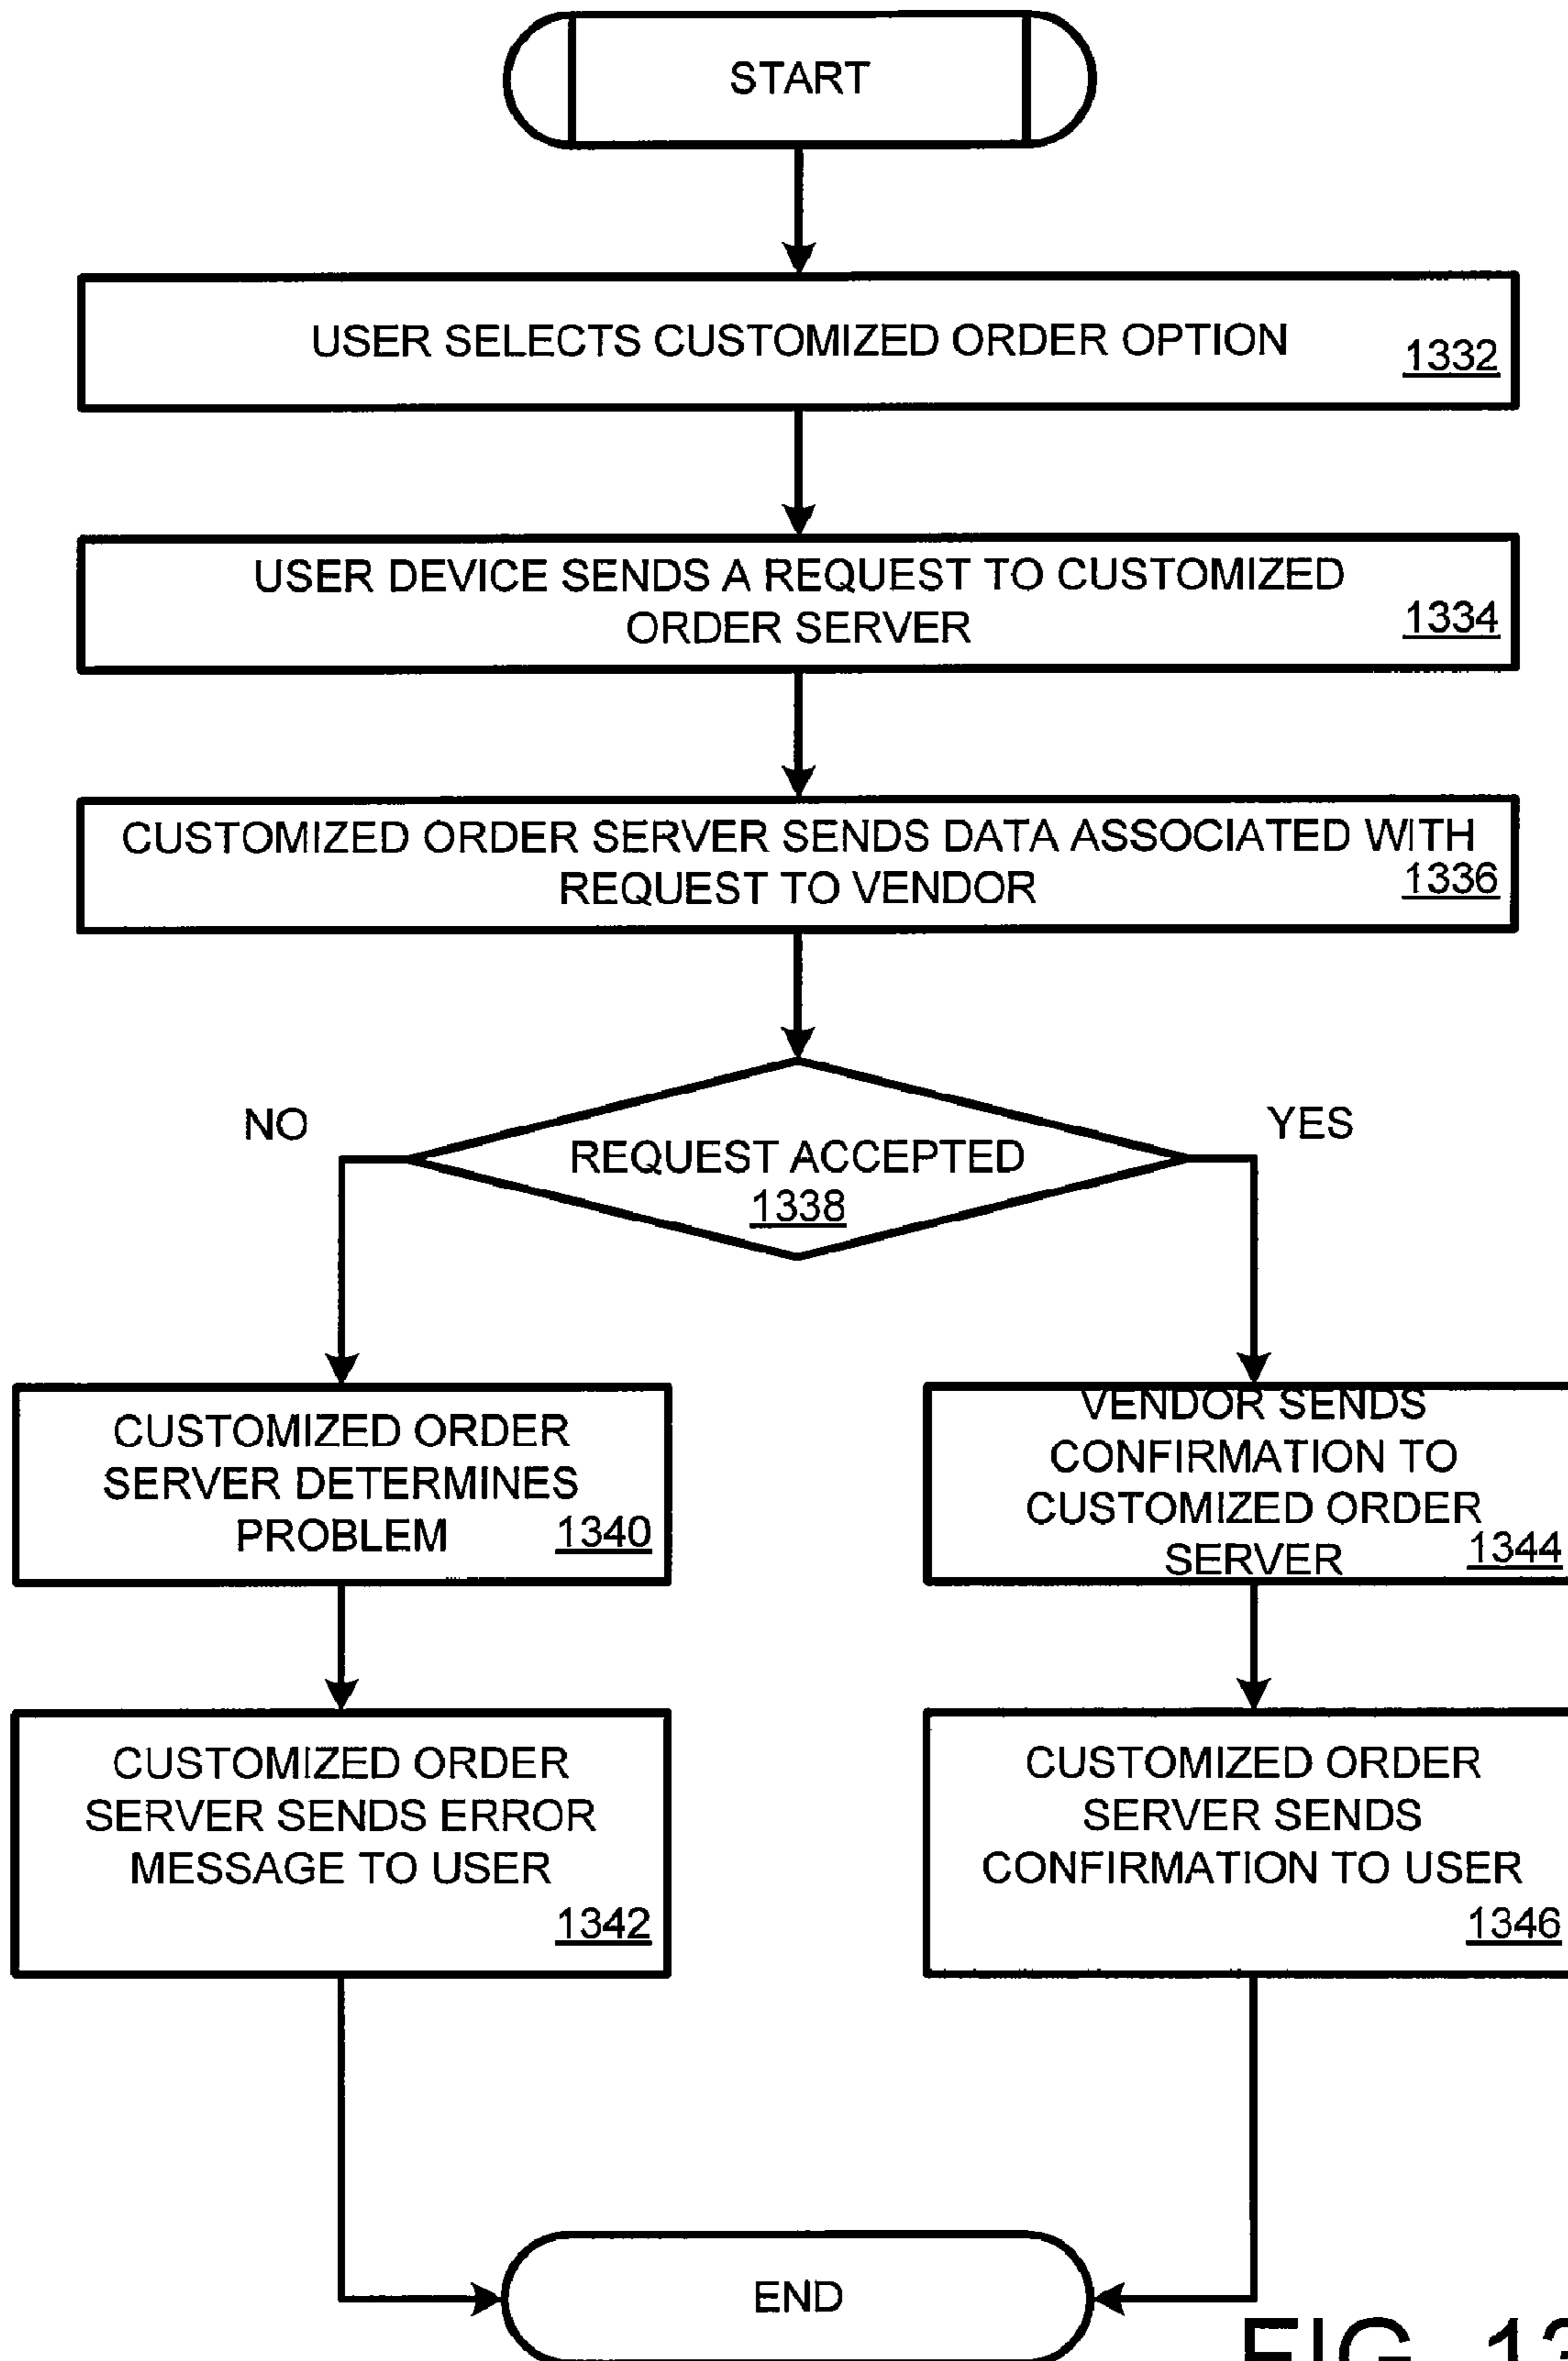 START
USER SELECTS CUSTOMIZED ORDER OPTION
1332
USER DEVICE SENDS A REQUEST TO CUSTOMIZED
ORDER SERVER
1334
CUSTOMIZED ORDER SERVER SENDS DATA ASSOCIATED WITH
REQUEST TO VENDOR
1336
NO
YES
REQUEST ACCEPTED
1338
CUSTOMIZED ORDER
SERVER DETERMINES
PROBLEM
1340
VENDOR SENDS
CONFIRMATION TO
CUSTOMIZED ORDER
SERVER
1344
CUSTOMIZED ORDER
SERVER SENDS ERROR
MESSAGE TO USER
1342
CUSTOMIZED ORDER
SERVER SENDS
CONFIRMATION TO USER
1346
END
FIG. 13